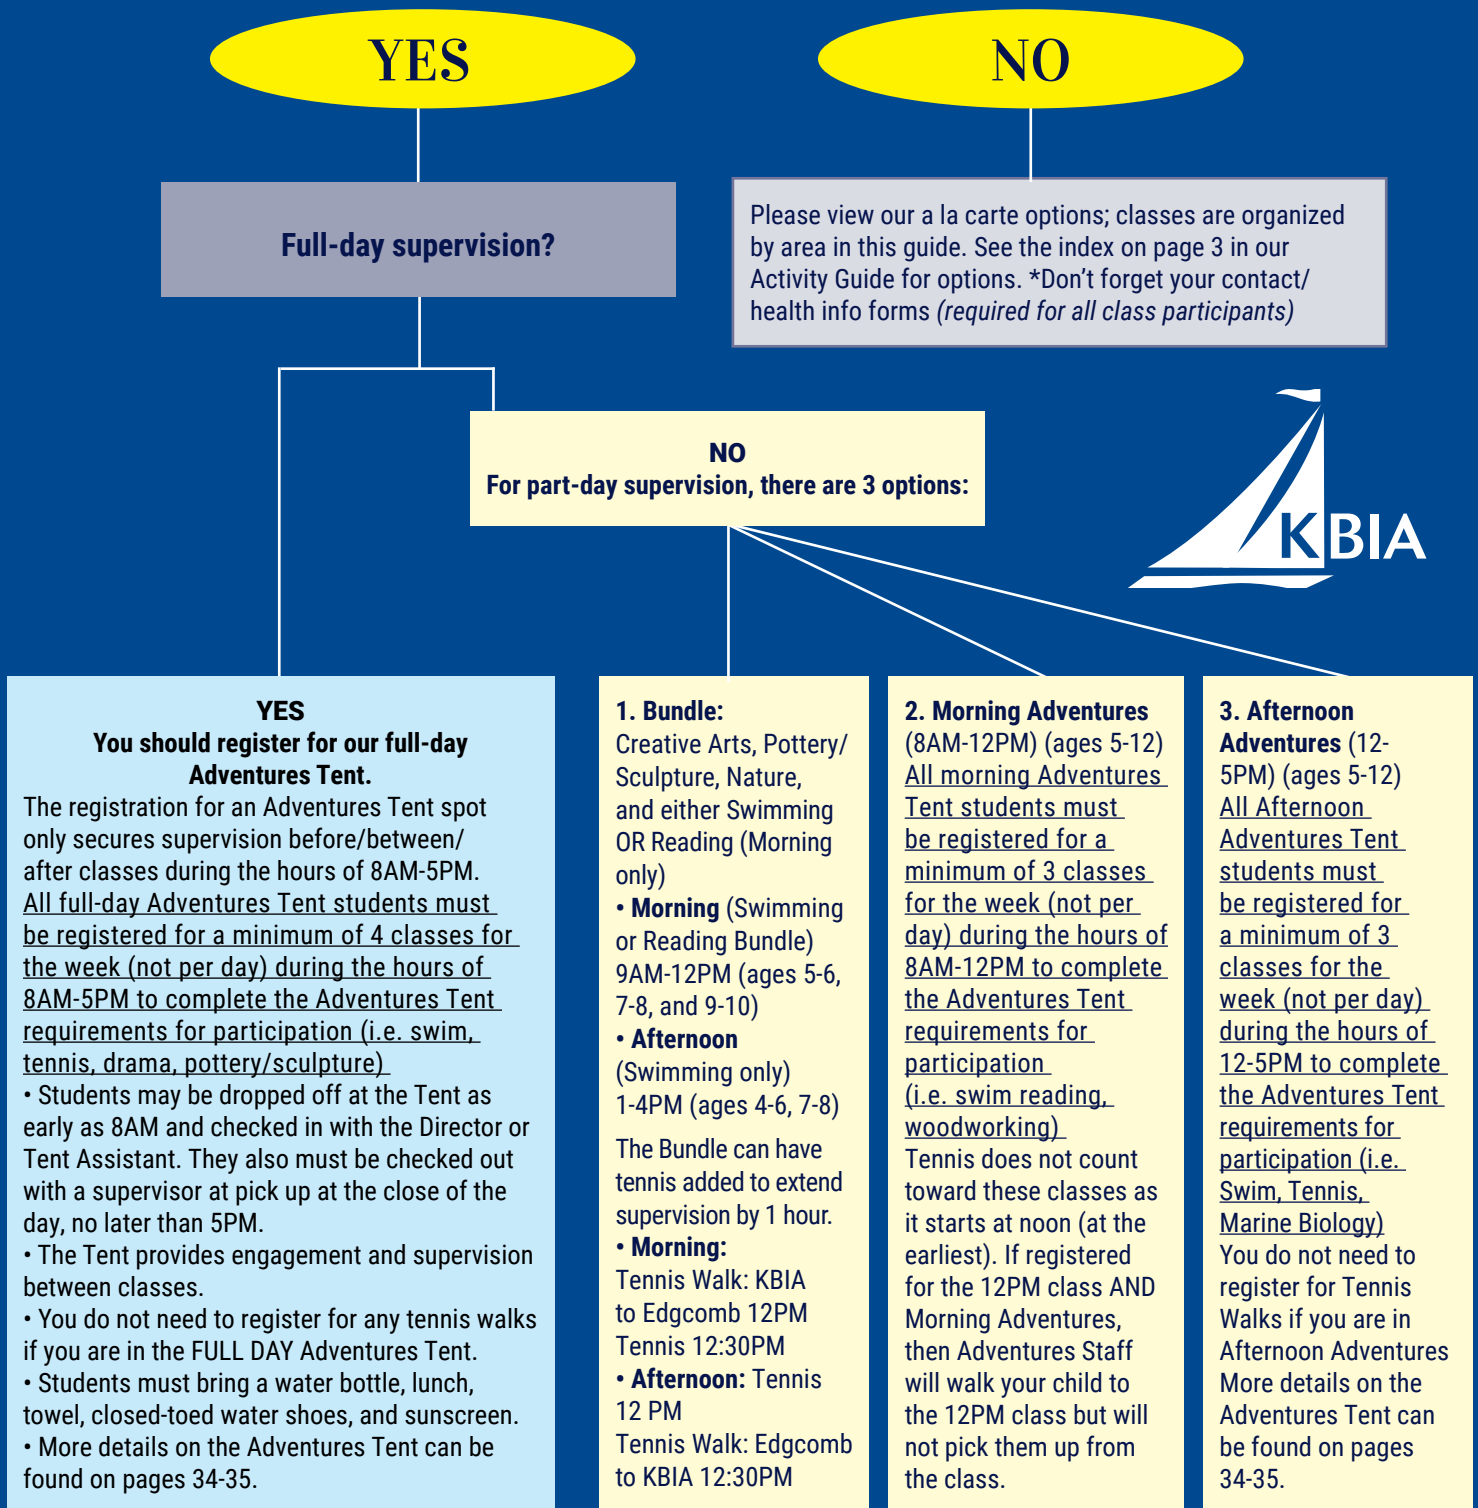 YES
NO
Full-day supervision?
Please view our a la carte options; classes are organized
by area in this guide. See the index on page 3 in our
Activity Guide for options. *Don’t forget your contact/
health info forms (required for all class participants)
NO
For part-day supervision, there are 3 options:
KBIA
YES
You should register for our full-day
Adventures Tent.
The registration for an Adventures Tent spot
only secures supervision before/between/
after classes during the hours of 8AM-5PM.
All full-day Adventures Tent students must
be registered for a minimum of 4 classes for
the week (not per day) during the hours of
8AM-5PM to complete the Adventures Tent
requirements for participation (i.e. swim,
tennis, drama, pottery/sculpture)
• Students may be dropped off at the Tent as
early as 8AM and checked in with the Director or
Tent Assistant. They also must be checked out
with a supervisor at pick up at the close of the
day, no later than 5PM.
• The Tent provides engagement and supervision
between classes.
• You do not need to register for any tennis walks
if you are in the FULL DAY Adventures Tent.
• Students must bring a water bottle, lunch,
towel, closed-toed water shoes, and sunscreen.
• More details on the Adventures Tent can be
found on pages 34-35.
1. Bundle:
Creative Arts, Pottery/
Sculpture, Nature,
and either Swimming
OR Reading (Morning
only)
• Morning (Swimming
or Reading Bundle)
9AM-12PM (ages 5-6,
7-8, and 9-10)
• Afternoon
(Swimming only)
1-4PM (ages 4-6, 7-8)
The Bundle can have
tennis added to extend
supervision by 1 hour.
• Morning:
Tennis Walk: KBIA
to Edgcomb 12PM
Tennis 12:30PM
• Afternoon: Tennis
12 PM
Tennis Walk: Edgcomb
to KBIA 12:30PM
2. Morning Adventures
(8AM-12PM) (ages 5-12)
All morning Adventures
Tent students must
be registered for a
minimum of 3 classes
for the week (not per
day) during the hours of
8AM-12PM to complete
the Adventures Tent
requirements for
participation
(i.e. swim reading,
woodworking)
Tennis does not count
toward these classes as
it starts at noon (at the
earliest). If registered
for the 12PM class AND
Morning Adventures,
then Adventures Staff
will walk your child to
the 12PM class but will
not pick them up from
the class.
3. Afternoon
Adventures (12-
5PM) (ages 5-12)
All Afternoon
Adventures Tent
students must
be registered for
a minimum of 3
classes for the
week (not per day)
during the hours of
12-5PM to complete
the Adventures Tent
requirements for
participation (i.e.
Swim, Tennis,
Marine Biology)
You do not need to
register for Tennis
Walks if you are in
Afternoon Adventures
More details on the
Adventures Tent can
be found on pages
34-35.